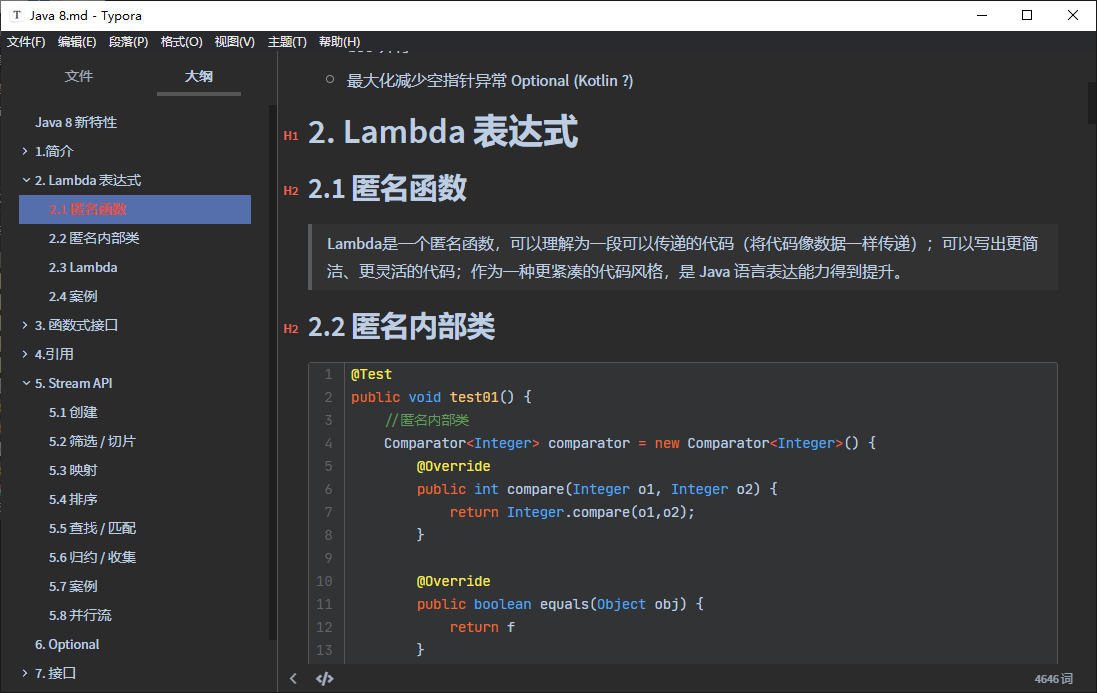 Java 8.md - Typora
文件(F) 编辑(E) 段落(P) 格式(O) 视图(V) 主题(T) 帮助(H)
文件 大纲
Java 8 新特性
1.简介
2. Lambda 表达式
2.1 匿名函数
2.2 匿名内部类
2.3 Lambda
2.4 案例
3. 函数式接口
4.引用
5. Stream API
5.1 创建
5.2 筛选 / 切片
5.3 映射
5.4 排序
5.5 查找 / 匹配
5.6 归约 / 收集
5.7 案例
5.8 并行流
6. Optional
7. 接口
最大化减少空指针异常 Optional (Kotlin ?)
H1 2. Lambda 表达式
H2 2.1 匿名函数
Lambda是一个匿名函数，可以理解为一段可以传递的代码（将代码像数据一样传递）；可以写出更简
洁、更灵活的代码；作为一种更紧凑的代码风格，是 Java 语言表达能力得到提升。
H2 2.2 匿名内部类
1 @Test
2 public void test01() {
3 //匿名内部类
4 Comparator<Integer> comparator = new Comparator<Integer>() {
5 @Override
6 public int compare(Integer o1, Integer o2) {
7 return Integer.compare(o1,o2);
8 }
9
10 @Override
11 public boolean equals(Object obj) {
12 return f
13 }
4646 词